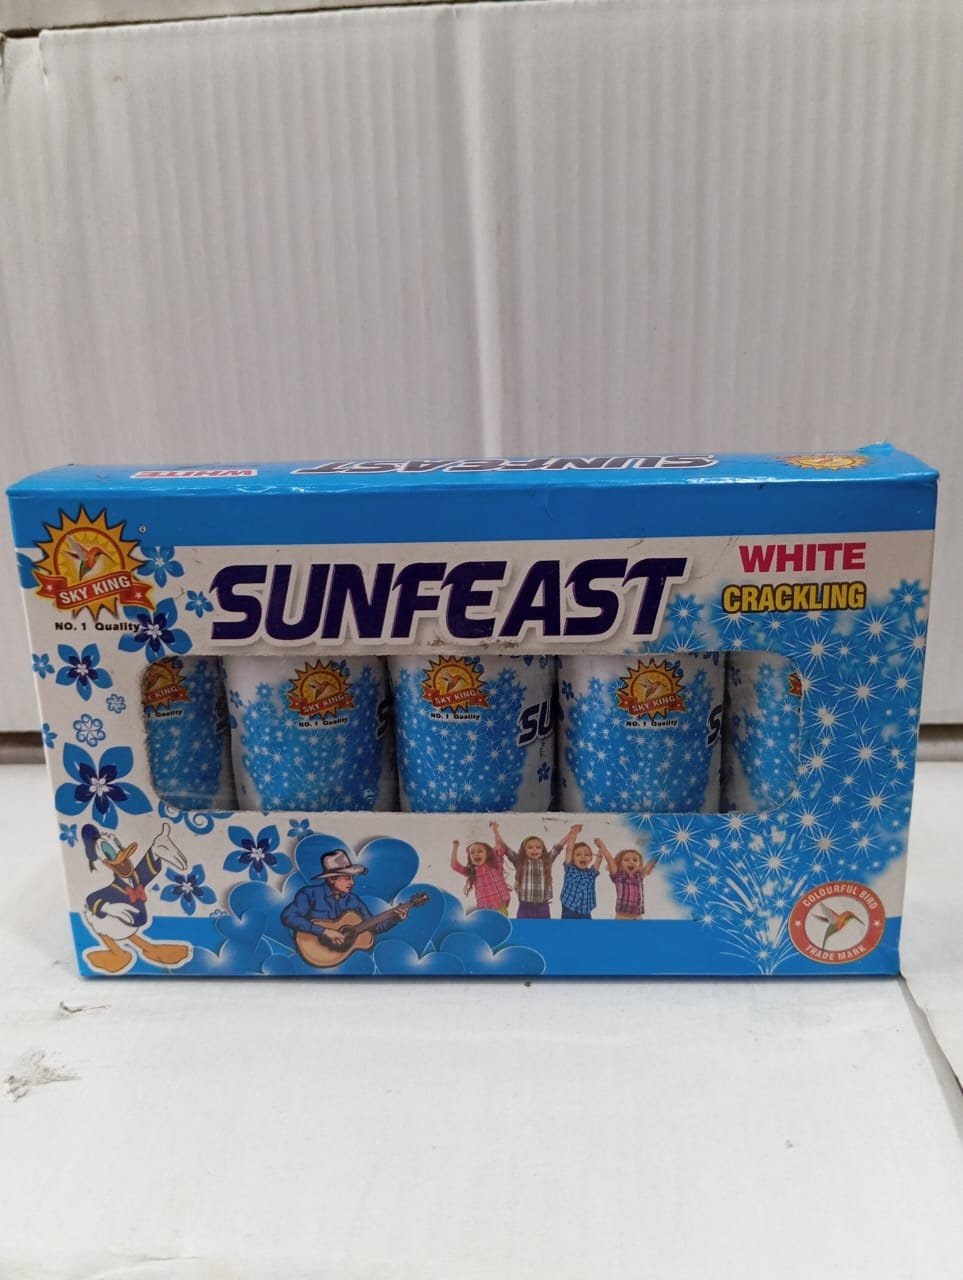 WHITE
SUNFEAST
SKY KING
NO. 1 Quality
SUNFEAST
WHITE
CRACKLING
SKY KING
NO. 1 Quality
SKY KING
NO. 1 Quality
SU
SKY KING
NO. 1 Quality
S
COLOURFUL BIRD
TRADE MARK